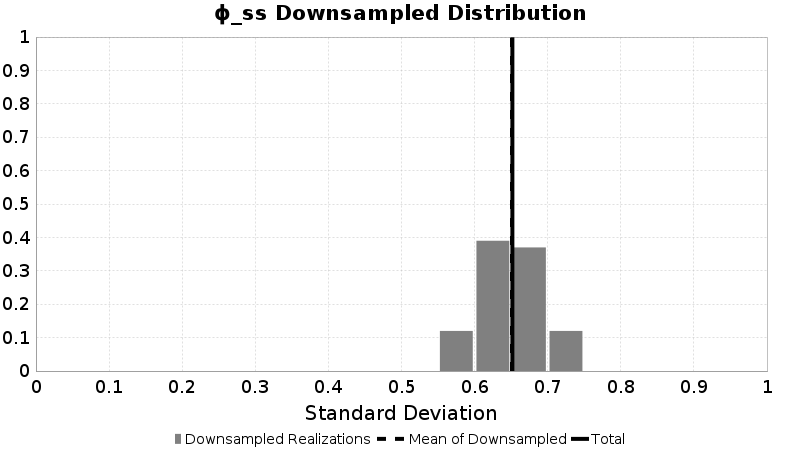 ϕ_ss Downsampled Distribution
1
0.9
0.8
0.7
0.6
0.5
0.4
0.3
0.2
0.1
0
0 0.1 0.2 0.3 0.4 0.5 0.6 0.7 0.8 0.9 1
Standard Deviation
Downsampled Realizations Mean of Downsampled Total